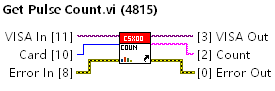 Get Pulse Count.vi (4815)
VISA In [11]
CSX00
[3] VISA Out
Card [10]
COUN
[2] Count
Error In [8]
[0] Error Out